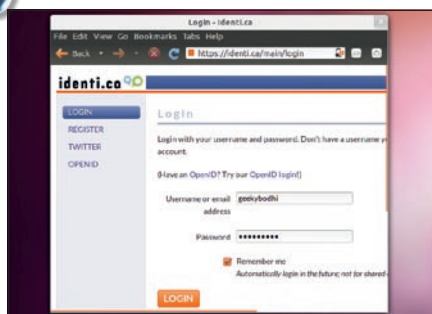 Login - Identi.ca
File Edit View Go Bookmarks Tabs Help
Back
https://identi.ca/main/login
identi.ca
LOGIN
REGISTER
TWITTER
OPENID
Login
Login with your username and password. Don't have a username
account.
(Have an OpenID? Try our OpenID login!)
Username or email
address
geekybodhi
Password
•••••••••
Remember me
Automatically login in the future; not for shared
LOGIN